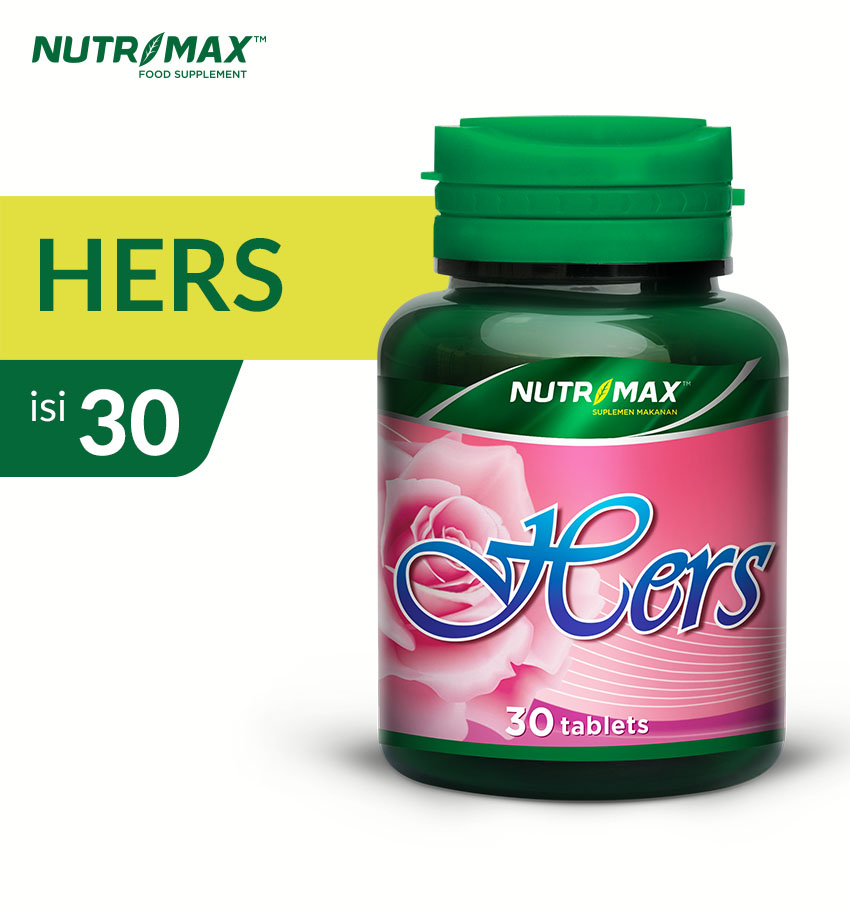 NUTRIMAX™
FOOD SUPPLEMENT
HERS
isi 30
NUTRIMAX™
SUPLEMEN MAKANAN
Hers
30 tablets